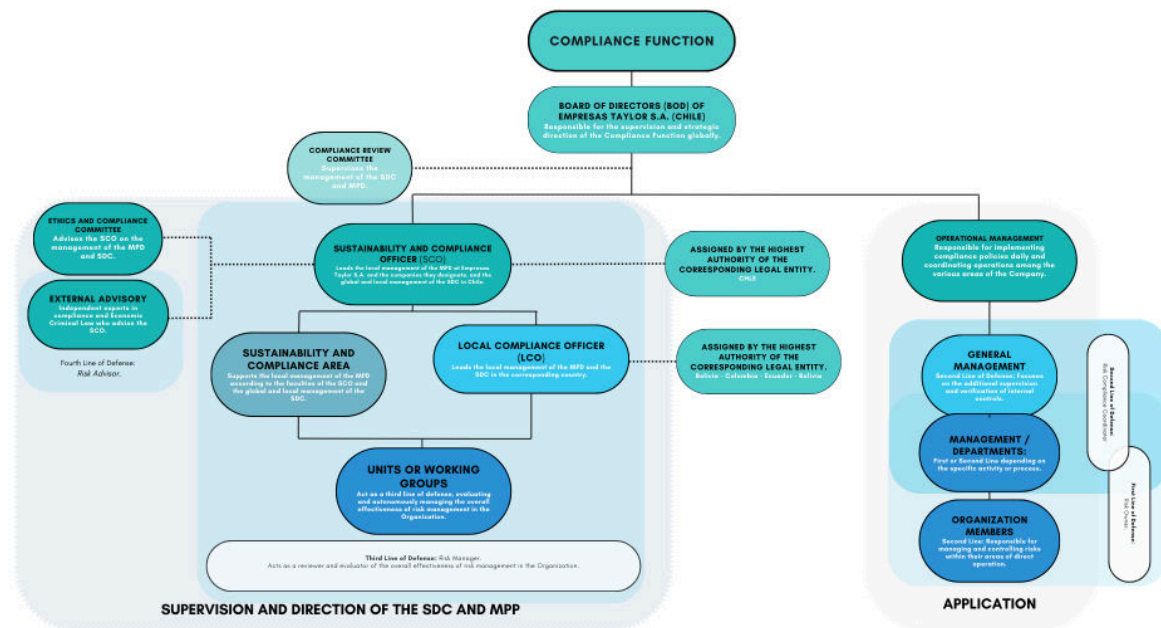 COMPLIANCE FUNCTION
BOARD OF DIRECTORS (BOD) OF
EMPRESAS TAYLOR S.A. (CHILE)
Responsible for the supervision and strategic
direction of the Compliance Function globally.
COMPLIANCE REVIEW
COMMITTEE
Supervises the
management of the SDC
and MPD.
ETHICS AND COMPLIANCE
COMMITTEE
Advises the SCO on the
management of the MPD
and SDC.
EXTERNAL ADVISORY
Independent experts in
compliance and Economic
Criminal Law who advise the
SCO.
Fourth Line of Defense:
Risk Advisor.
SUSTAINABILITY AND COMPLIANCE
OFFICER (SCO)
Leads the local management of the MPD at Empresas
Taylor S.A. and the companies they designate, and the
global and local management of the SDC in Chile.
ASSIGNED BY THE HIGHEST
AUTHORITY OF THE
CORRESPONDING LEGAL ENTITY.
CHILE
SUSTAINABILITY AND
COMPLIANCE AREA
Supports the local management of the MPD
according to the faculties of the SCO and
the global and local management of the
SDC.
LOCAL COMPLIANCE OFFICER
(LCO)
Leads the local management of the MPD and the
SDC in the corresponding country.
ASSIGNED BY THE HIGHEST
AUTHORITY OF THE
CORRESPONDING LEGAL ENTITY.
Bolivia - Colombia - Ecuador - Bolivia
UNITS OR WORKING
GROUPS
Act as a third line of defense, evaluating
and autonomously managing the overall
effectiveness of risk management in the
Organization.
Third Line of Defense: Risk Manager.
Acts as a reviewer and evaluator of the overall effectiveness of risk management in the Organization.
SUPERVISION AND DIRECTION OF THE SDC AND MPP
OPERATIONAL MANAGEMENT
Responsible for implementing
compliance policies daily and
coordinating operations among the
various areas of the Company.
GENERAL
MANAGEMENT
Second Line of Defense: Focuses
on the additional supervision
and verification of internal
controls.
MANAGEMENT /
DEPARTMENTS:
First or Second Line depending on
the specific activity or process.
ORGANIZATION
MEMBERS
Second Line: Responsible for
managing and controlling risks
within their areas of direct
operation.
Second Line of Defense:
Risk Compliance Coordinator
First Line of Defense:
Risk Owner.
APPLICATION